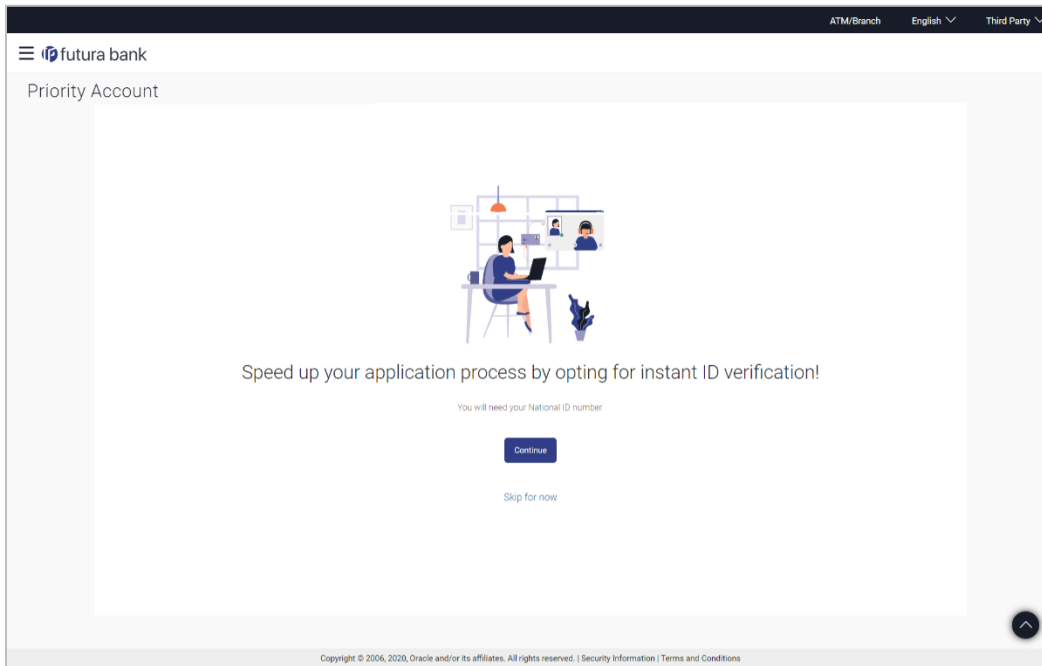 ATM/Branch English Third Party
futura bank
Priority Account
Speed up your application process by opting for instant ID verification!
You will need your National ID number.
Continue
Skip for now
Copyright © 2006, 2020, Oracle and/or its affiliates. All rights reserved. | Security Information | Terms and Conditions